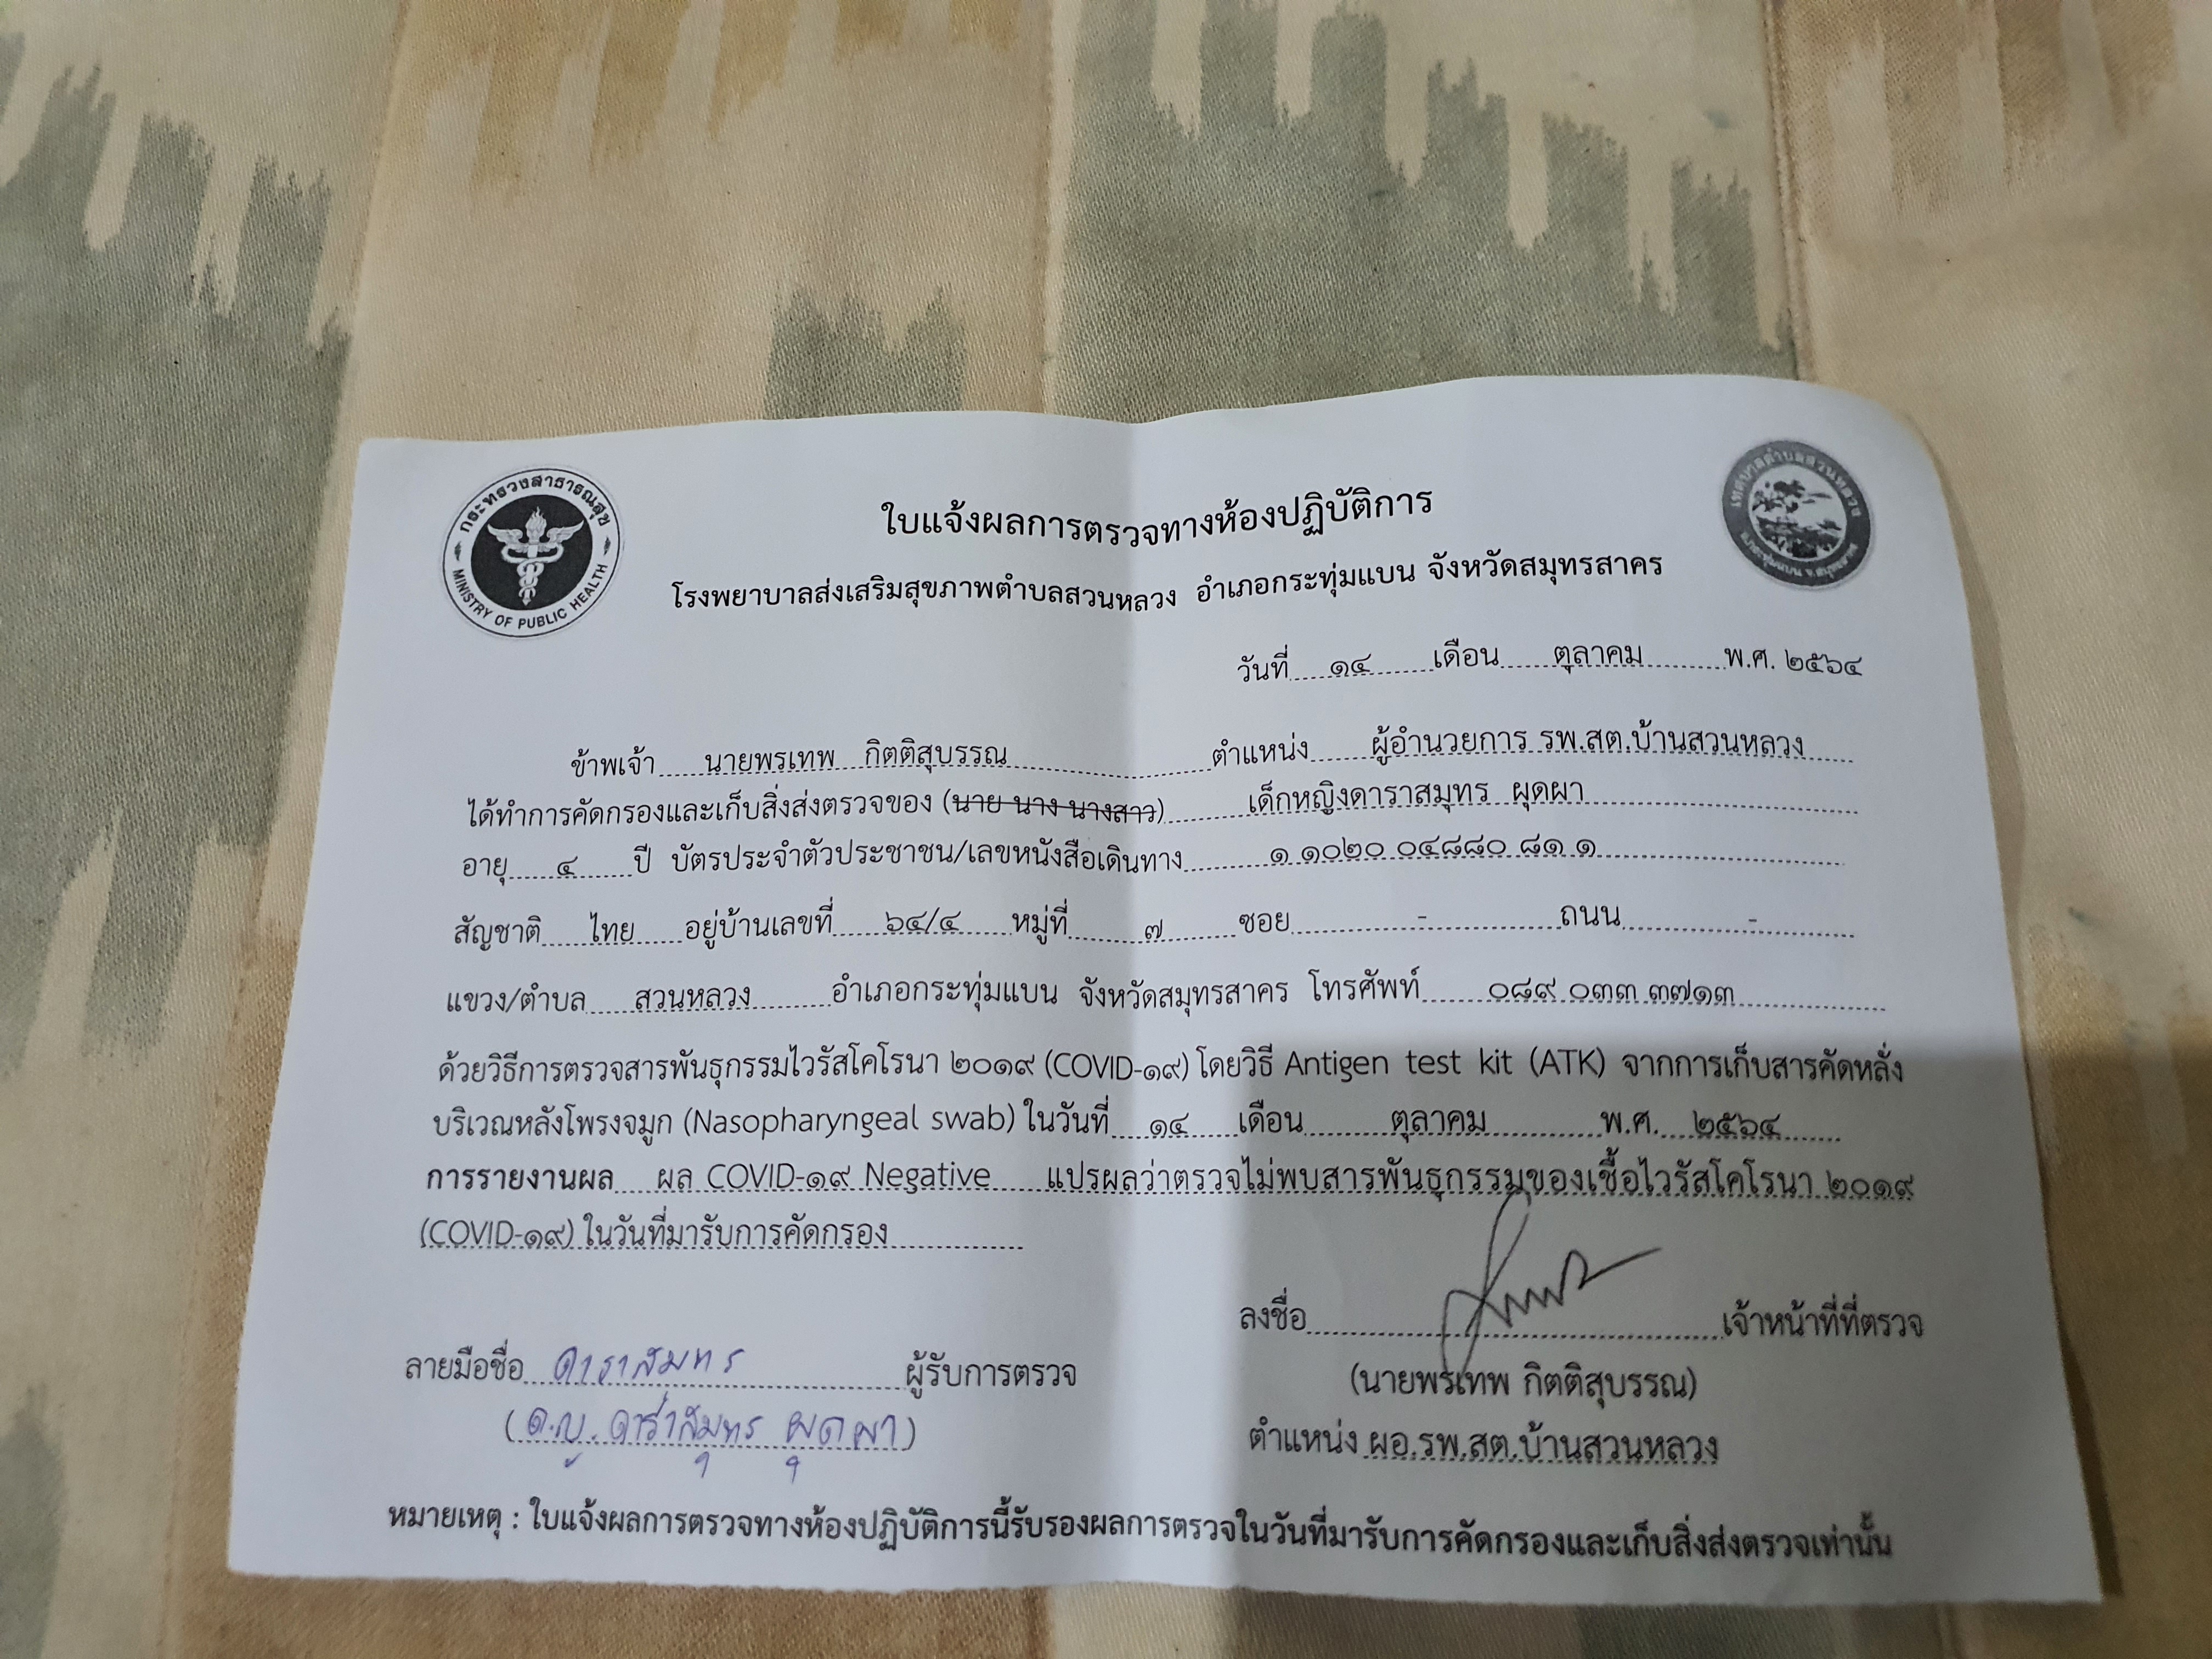 กระทรวงสาธารณสุข
MINISTRY OF PUBLIC HEALTH
เทศบาลตำบลสวนหลวง
ใบแจ้งผลการตรวจทางห้องปฏิบัติการ
โรงพยาบาลส่งเสริมสุขภาพตำบลสวนหลวง อำเภอกระทุ่มแบน จังหวัดสมุทรสาคร
วันที่ ๑๔ เดือน ตุลาคม พ.ศ. ๒๕๖๔
ข้าพเจ้า นายพรเทพ กิตติสุบรรณ ตำแหน่ง ผู้อำนวยการ รพ.สต.บ้านสวนหลวง
ได้ทำการคัดกรองและเก็บสิ่งส่งตรวจของ (นาย นาง นางสาว) เด็กหญิงดาราสมุทร ผุดผา
อายุ ๔ ปี บัตรประจำตัวประชาชน/เลขหนังสือเดินทาง ๑ ๑๐๒๐ ๐๔๘๘๐ ๘๑ ๑
สัญชาติ ไทย อยู่บ้านเลขที่ ๖๔/๔ หมู่ที่ ๗ ซอย - ถนน -
แขวง/ตำบล สวนหลวง อำเภอกระทุ่มแบน จังหวัดสมุทรสาคร โทรศัพท์ ๐๘๙ ๐๓๓ ๓๗๑๓
ด้วยวิธีการตรวจสารพันธุกรรมไวรัสโคโรนา ๒๐๑๙ (COVID-๑๙) โดยวิธี Antigen test kit (ATK) จากการเก็บสารคัดหลั่ง
บริเวณหลังโพรงจมูก (Nasopharyngeal swab) ในวันที่ ๑๔ เดือน ตุลาคม พ.ศ. ๒๕๖๔
การรายงานผล ผล COVID-๑๙ Negative แปรผลว่าตรวจไม่พบสารพันธุกรรมของเชื้อไวรัสโคโรนา ๒๐๑๙
(COVID-๑๙) ในวันที่มารับการคัดกรอง
ลงชื่อ เจ้าหน้าที่ที่ตรวจ
ลายมือชื่อ ดาราสมุทร ผู้รับการตรวจ
(นายพรเทพ กิตติสุบรรณ)
(ด.ญ. ดาราสมุทร ผุดผา)
ตำแหน่ง ผอ.รพ.สต.บ้านสวนหลวง
หมายเหตุ : ใบแจ้งผลการตรวจทางห้องปฏิบัติการนี้รับรองผลการตรวจในวันที่มารับการคัดกรองและเก็บสิ่งส่งตรวจเท่านั้น